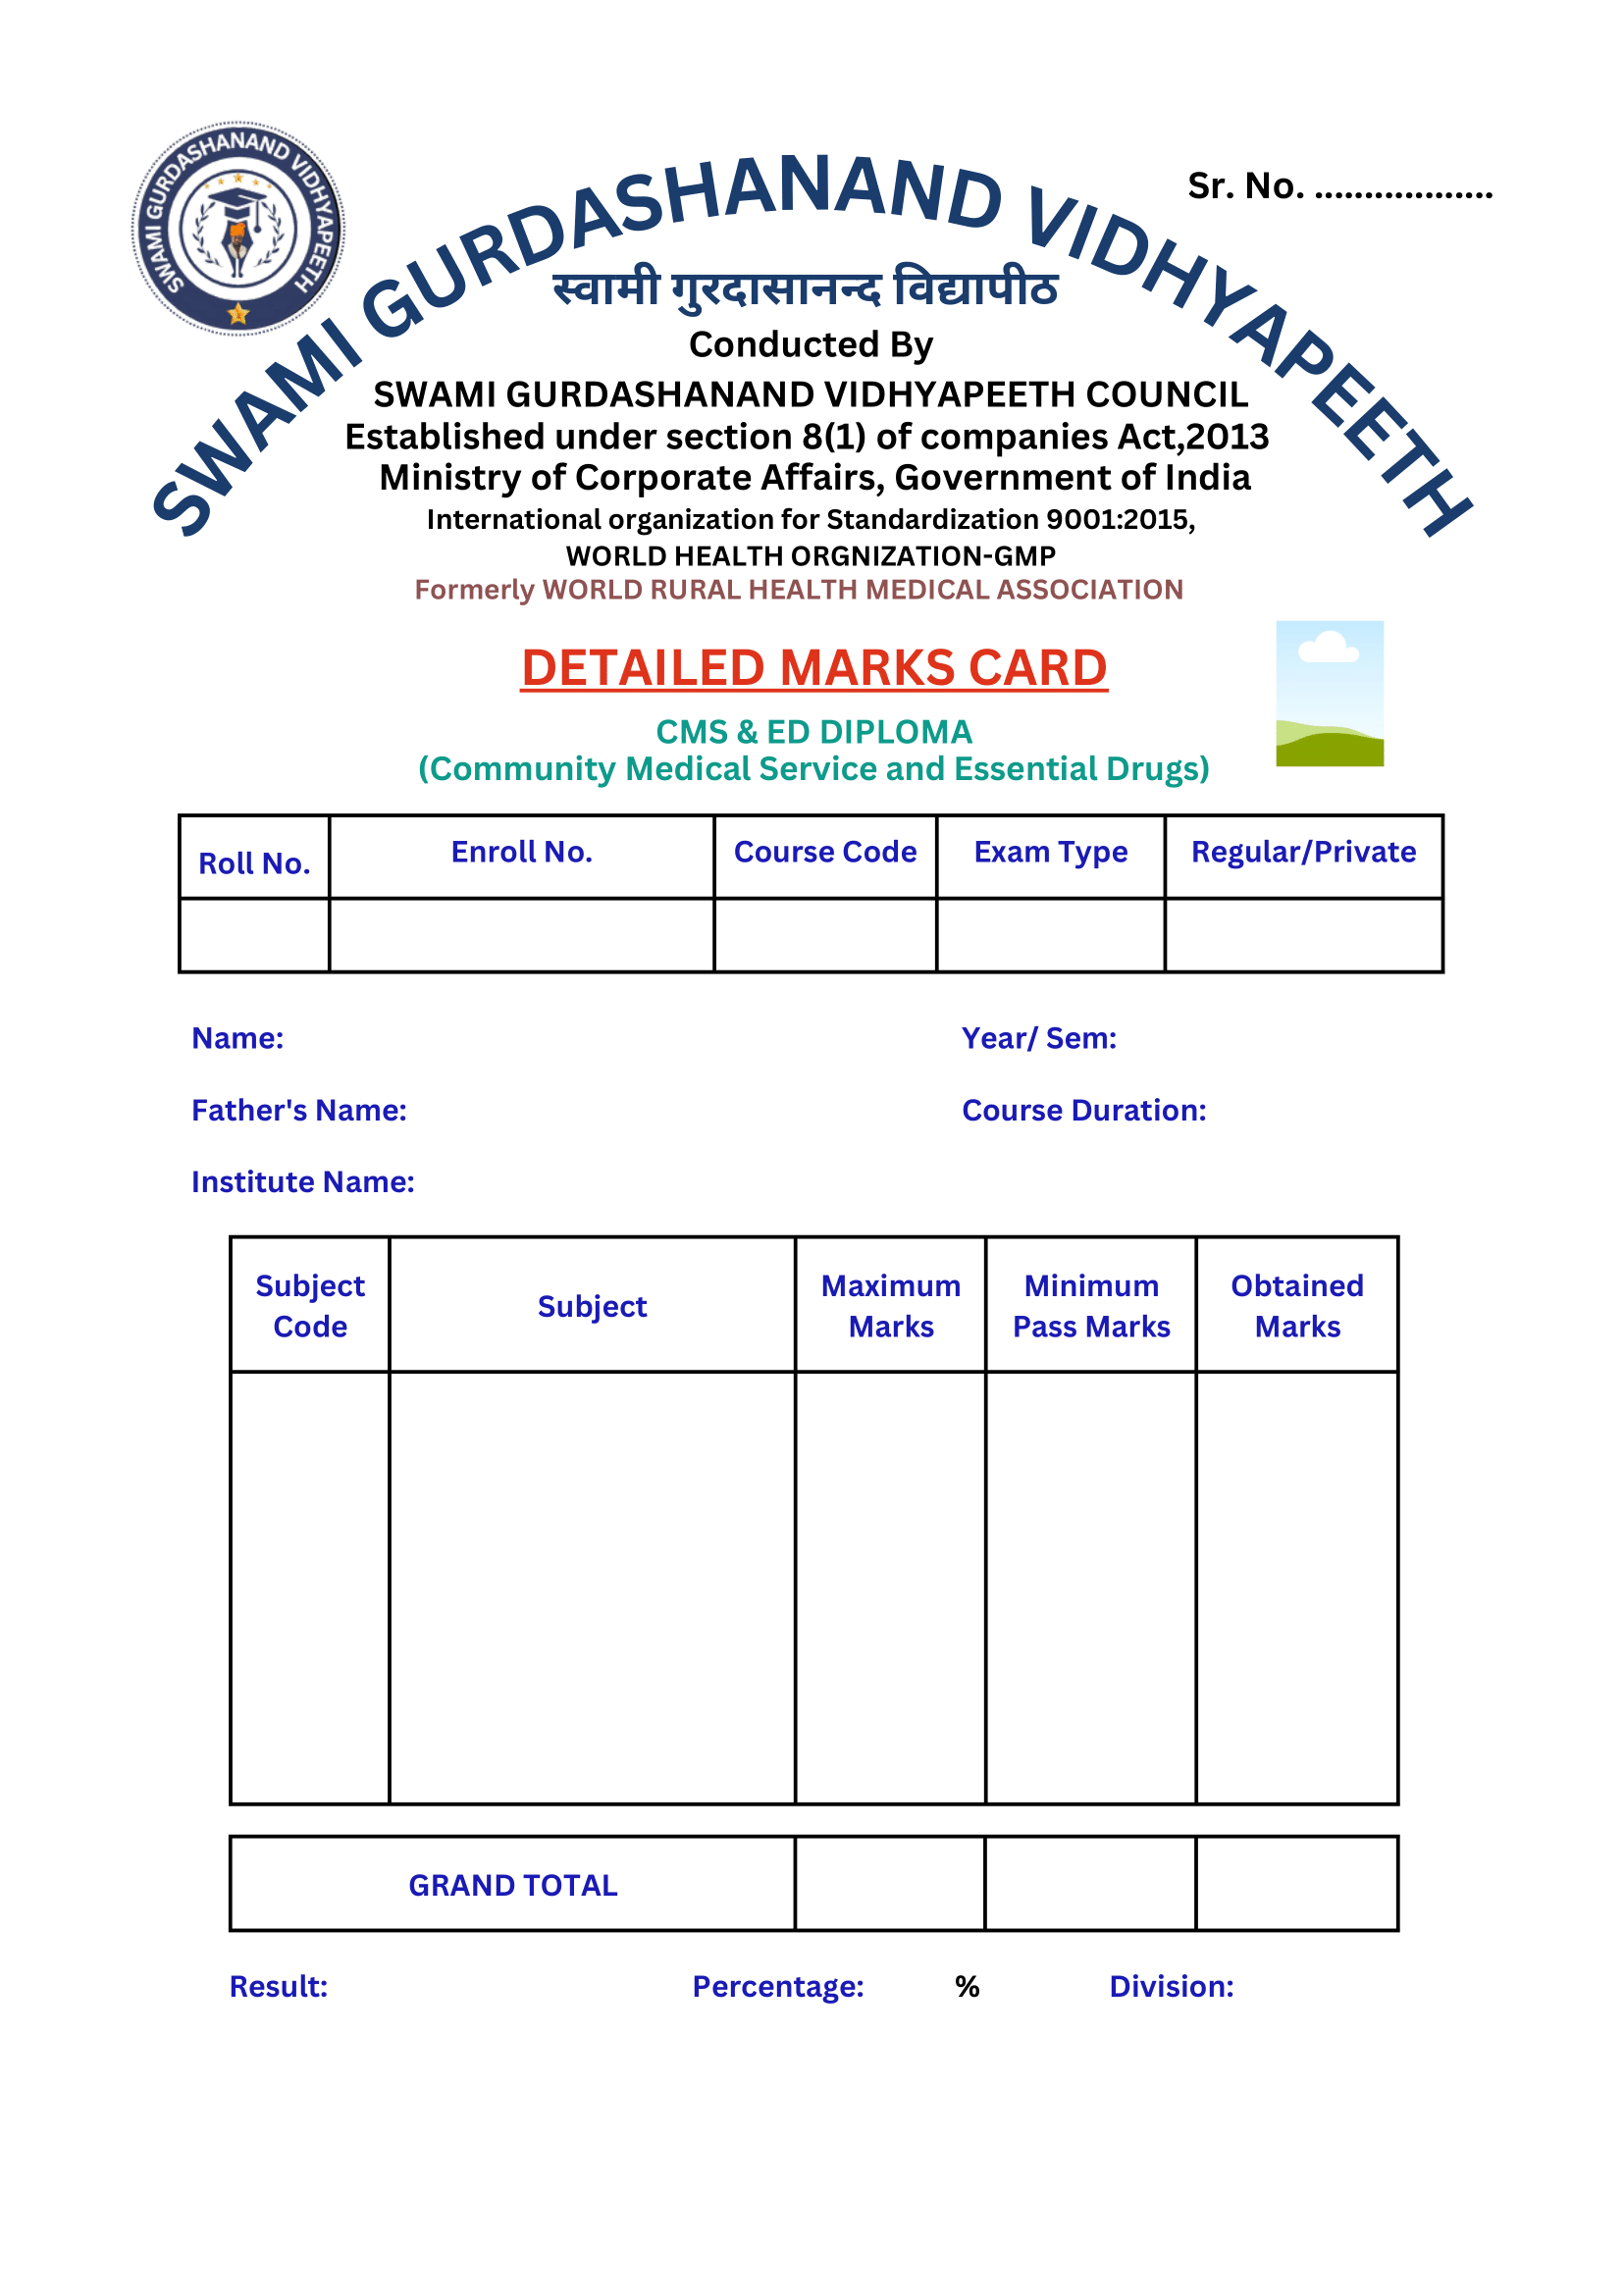 SWAMI GURDASHANAND VIDHYAPEETH
Sr. No. ..................
SWAMI GURDASHANAND VIDHYAPEETH
स्वामी गुरदासानन्द विद्यापीठ
Conducted By
SWAMI GURDASHANAND VIDHYAPEETH COUNCIL
Established under section 8(1) of companies Act,2013
Ministry of Corporate Affairs, Government of India
International organization for Standardization 9001:2015,
WORLD HEALTH ORGNIZATION-GMP
Formerly WORLD RURAL HEALTH MEDICAL ASSOCIATION
DETAILED MARKS CARD
CMS & ED DIPLOMA
(Community Medical Service and Essential Drugs)
Roll No. Enroll No. Course Code Exam Type Regular/Private
Name: Year/ Sem:
Father's Name: Course Duration:
Institute Name:
Subject Code Subject Maximum Marks Minimum Pass Marks Obtained Marks
GRAND TOTAL
Result: Percentage: % Division: